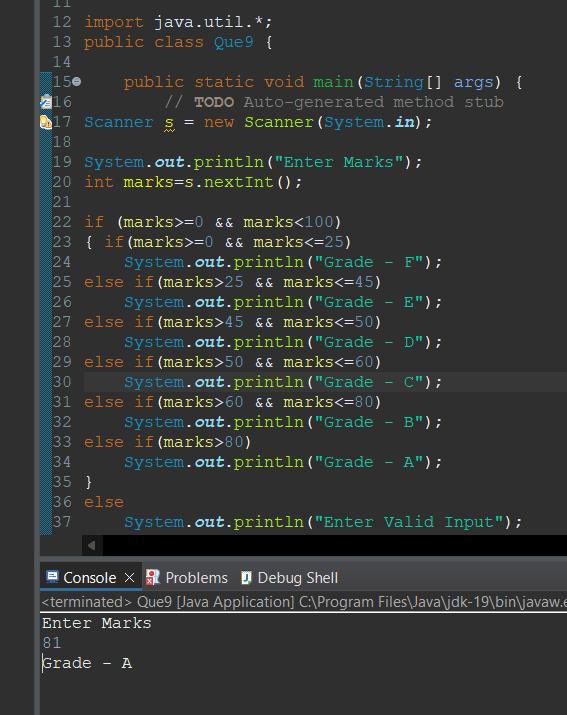 11
12 import java.util.*;
13 public class Que9 {
14
15 public static void main(String[] args) {
16 // TODO Auto-generated method stub
17 Scanner s = new Scanner(System.in);
18
19 System.out.println("Enter Marks");
20 int marks=s.nextInt();
21
22 if (marks>=0 && marks<100)
23 { if(marks>=0 && marks<=25)
24 System.out.println("Grade - F");
25 else if(marks>25 && marks<=45)
26 System.out.println("Grade - E");
27 else if(marks>45 && marks<=50)
28 System.out.println("Grade - D");
29 else if(marks>50 && marks<=60)
30 System.out.println("Grade - C");
31 else if(marks>60 && marks<=80)
32 System.out.println("Grade - B");
33 else if(marks>80)
34 System.out.println("Grade - A");
35 }
36 else
37 System.out.println("Enter Valid Input");
Console × Problems Debug Shell
<terminated> Que9 [Java Application] C:\Program Files\Java\jdk-19\bin\javaw.e
Enter Marks
81
Grade - A